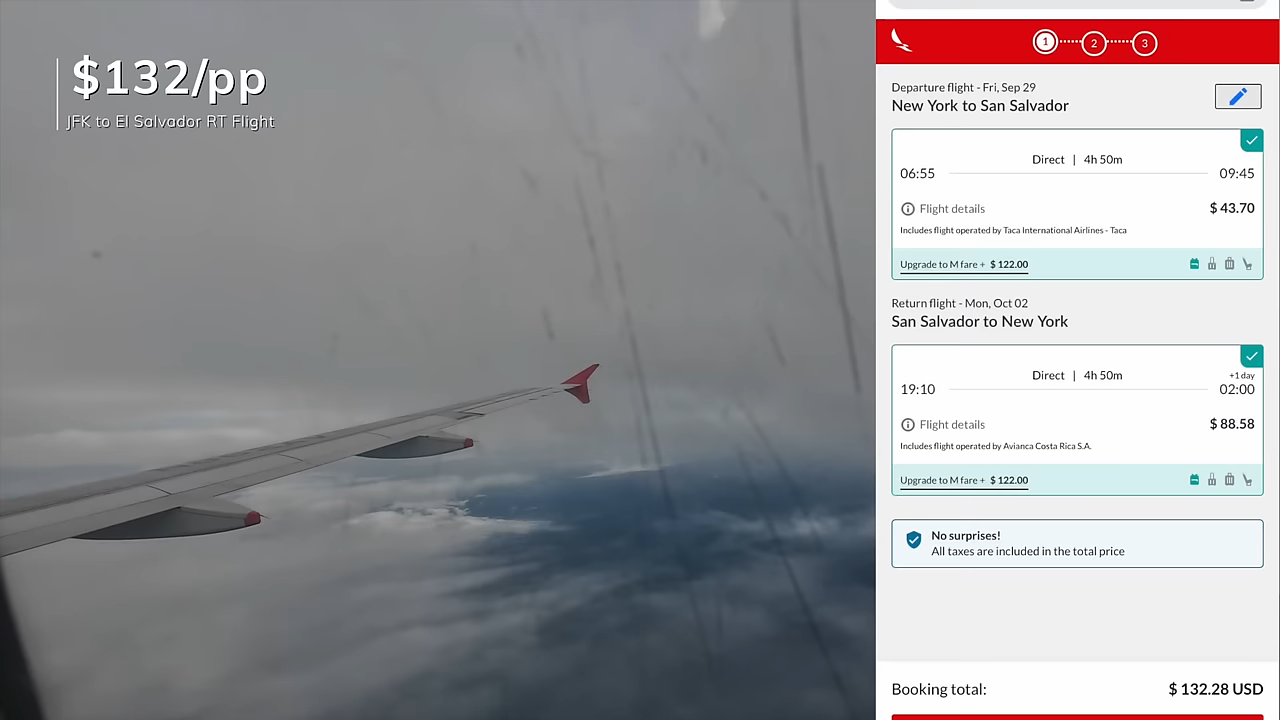 $132/pp
JFK to El Salvador RT Flight
1
2
3
Departure flight - Fri, Sep 29
New York to San Salvador
Direct | 4h 50m
06:55
09:45
Flight details
$ 43.70
Includes flight operated by Taca International Airlines - Taca
Upgrade to M fare + $ 122.00
Return flight - Mon, Oct 02
San Salvador to New York
Direct | 4h 50m
+1 day
19:10
02:00
Flight details
$ 88.58
Includes flight operated by Avianca Costa Rica S.A.
Upgrade to M fare + $ 122.00
No surprises!
All taxes are included in the total price
Booking total:
$ 132.28 USD